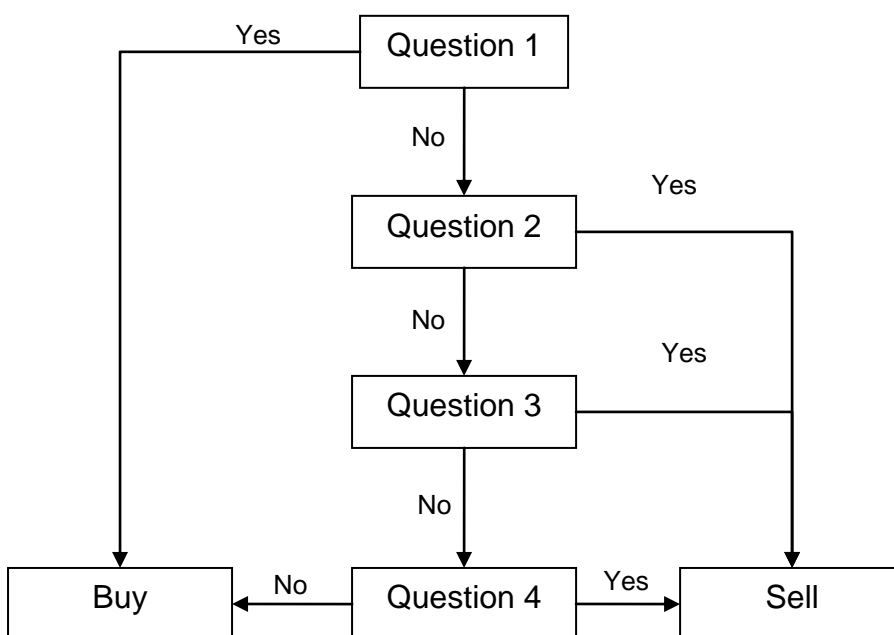 Yes
Question 1
No
Yes
Question 2
No
Yes
Question 3
No
Buy
No
Question 4
Yes
Sell